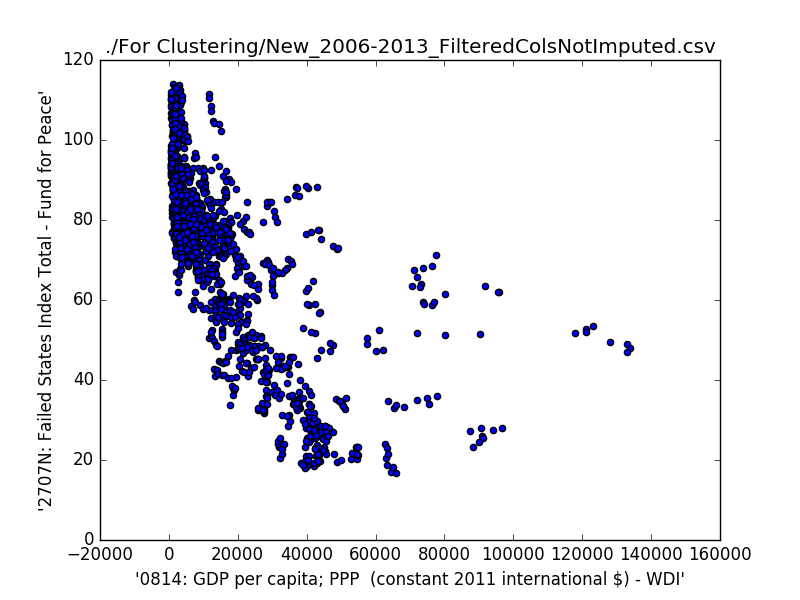 ./For Clustering/New_2006-2013_FilteredColsNotImputed.csv
120
100
80
60
40
20
0
'2707N: Failed States Index Total - Fund for Peace'
−20000 0 20000 40000 60000 80000 100000 120000 140000 160000
'0814: GDP per capita; PPP  (constant 2011 international $) - WDI'